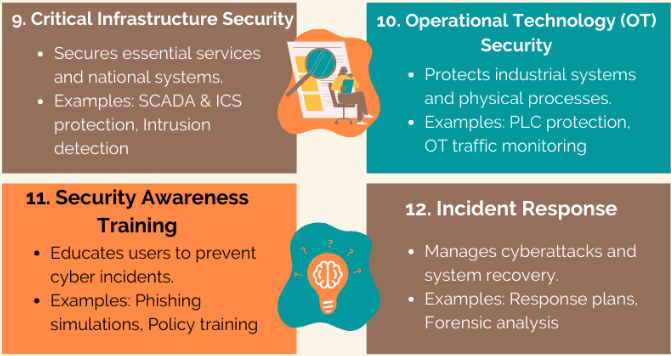 9. Critical Infrastructure Security
• Secures essential services
and national systems.
• Examples: SCADA & ICS
protection, Intrusion
detection
10. Operational Technology (OT)
Security
• Protects industrial systems
and physical processes.
• Examples: PLC protection,
OT traffic monitoring
11. Security Awareness
Training
• Educates users to prevent
cyber incidents.
• Examples: Phishing
simulations, Policy training
12. Incident Response
• Manages cyberattacks and
system recovery.
• Examples: Response plans,
Forensic analysis
? ? ? ? ?